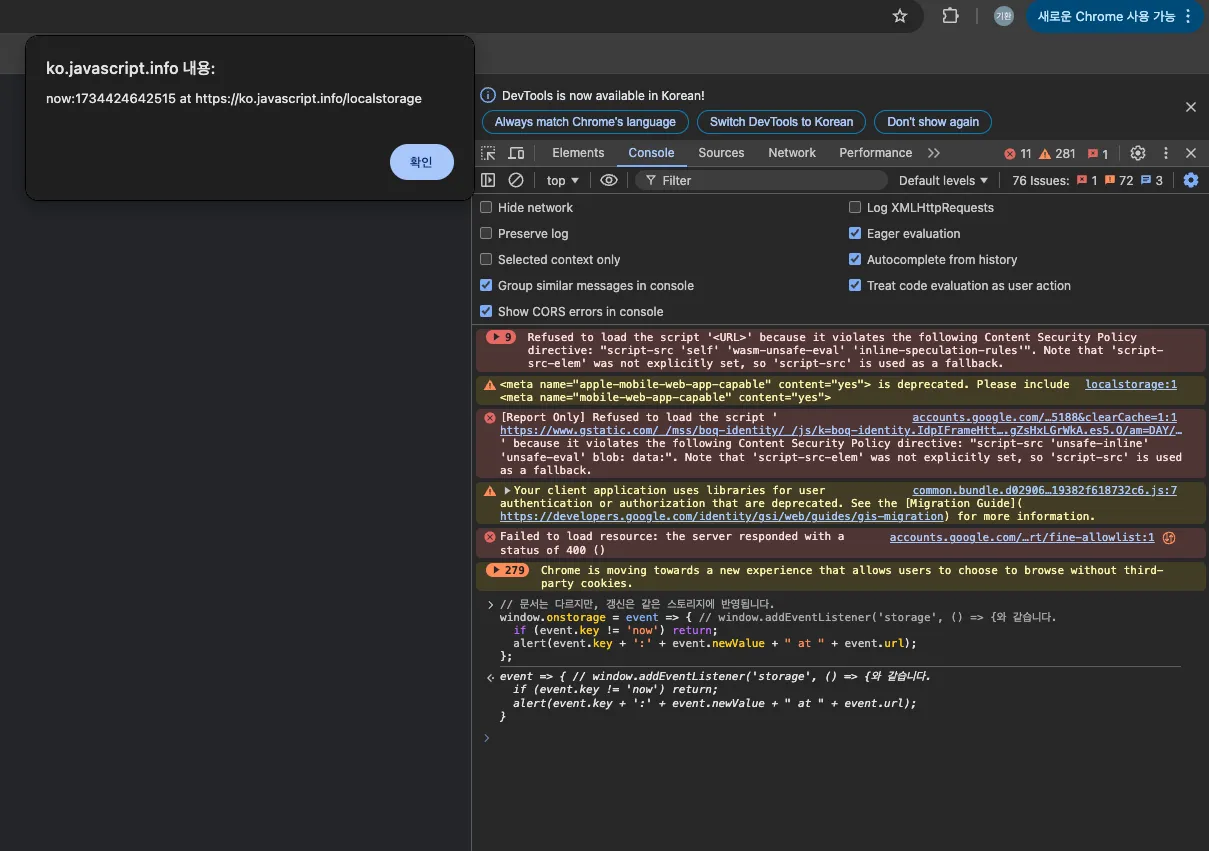 기환
새로운 Chrome 사용 가능
ko.javascript.info 내용:
now:1734424642515 at https://ko.javascript.info/localstorage
확인
DevTools is now available in Korean!
Always match Chrome's language
Switch DevTools to Korean
Don't show again
Elements
Console
Sources
Network
Performance
11
281
1
top
Filter
Default levels
76 Issues:
1
72
3
Hide network
Log XMLHttpRequests
Preserve log
Eager evaluation
Selected context only
Autocomplete from history
Group similar messages in console
Treat code evaluation as user action
Show CORS errors in console
9
Refused to load the script '<URL>' because it violates the following Content Security Policy
directive: "script-src 'self' 'wasm-unsafe-eval' 'inline-speculation-rules'". Note that 'script-
src-elem' was not explicitly set, so 'script-src' is used as a fallback.
<meta name="apple-mobile-web-app-capable" content="yes"> is deprecated. Please include
localstorage:1
<meta name="mobile-web-app-capable" content="yes">
[Report Only] Refused to load the script '
accounts.google.com/…5188&clearCache=1:1
https://www.gstatic.com/_/mss/boq-identity/_/js/k=boq-identity.IdpIFrameHtt….gZsHxLGrWkA.es5.O/am=DAY/…
' because it violates the following Content Security Policy directive: "script-src 'unsafe-inline'
'unsafe-eval' blob: data:". Note that 'script-src-elem' was not explicitly set, so 'script-src' is used
as a fallback.
Your client application uses libraries for user
common.bundle.d02906…19382f618732c6.js:7
authentication or authorization that are deprecated. See the [Migration Guide](
https://developers.google.com/identity/gsi/web/guides/gis-migration) for more information.
Failed to load resource: the server responded with a
accounts.google.com/…rt/fine-allowlist:1
status of 400 ()
279
Chrome is moving towards a new experience that allows users to choose to browse without third-
party cookies.
// 문서는 다르지만, 갱신은 같은 스토리지에 반영됩니다.
window.onstorage = event => { // window.addEventListener('storage', () => {와 같습니다.
if (event.key != 'now') return;
alert(event.key + ':' + event.newValue + " at " + event.url);
};
event => { // window.addEventListener('storage', () => {와 같습니다.
if (event.key != 'now') return;
alert(event.key + ':' + event.newValue + " at " + event.url);
}